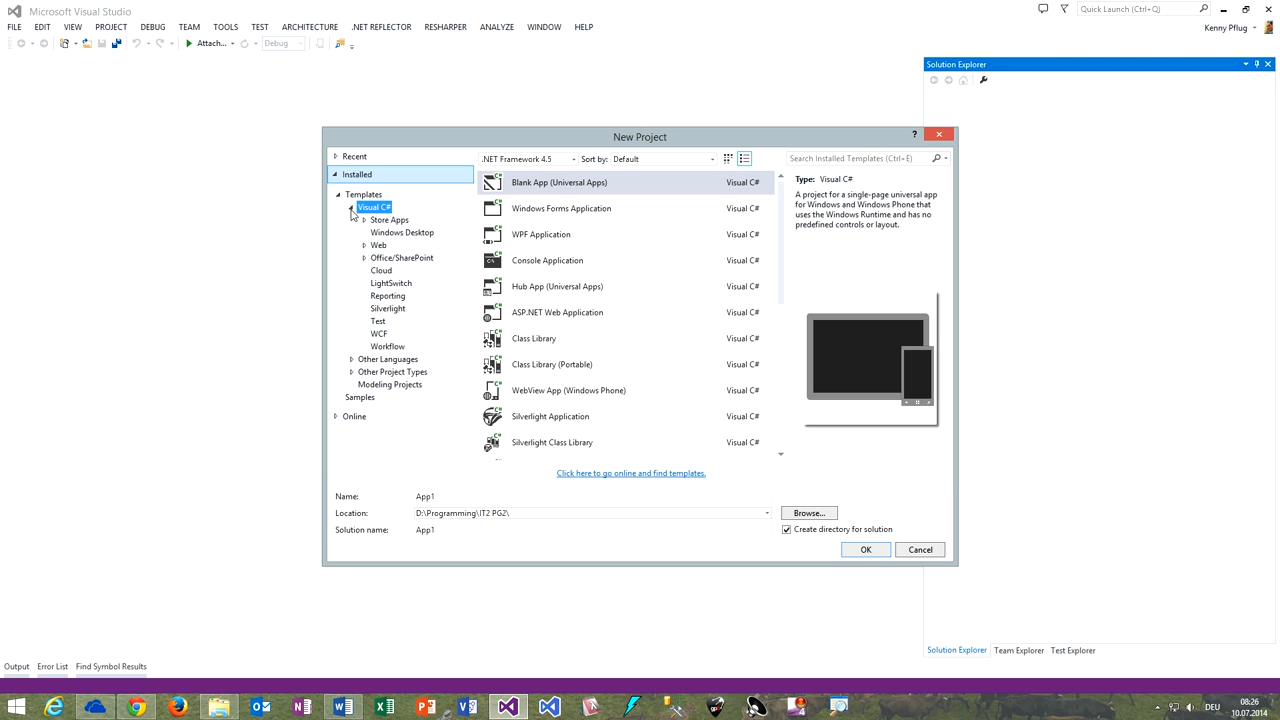 Microsoft Visual Studio
Quick Launch (Ctrl+Q)
FILE EDIT VIEW PROJECT DEBUG TEAM TOOLS TEST ARCHITECTURE .NET REFLECTOR RESHARPER ANALYZE WINDOW HELP
Kenny Pflug
Attach... Debug
Solution Explorer
New Project
Recent
.NET Framework 4.5 Sort by: Default
Search Installed Templates (Ctrl+E)
Installed
Templates
Visual C#
Store Apps
Windows Desktop
Web
Office/SharePoint
Cloud
LightSwitch
Reporting
Silverlight
Test
WCF
Workflow
Other Languages
Other Project Types
Modeling Projects
Samples
Online
Blank App (Universal Apps) Visual C#
Windows Forms Application Visual C#
WPF Application Visual C#
Console Application Visual C#
Hub App (Universal Apps) Visual C#
ASP.NET Web Application Visual C#
Class Library Visual C#
Class Library (Portable) Visual C#
WebView App (Windows Phone) Visual C#
Silverlight Application Visual C#
Silverlight Class Library Visual C#
Click here to go online and find templates.
Type: Visual C#
A project for a single-page universal app
for Windows and Windows Phone that
uses the Windows Runtime and has no
predefined controls or layout.
Name: App1
Location: D:\Programming\IT2 PG2\
Browse...
Solution name: App1
Create directory for solution
OK Cancel
Solution Explorer Team Explorer Test Explorer
Output Error List Find Symbol Results
DEU
08:26
10.07.2014